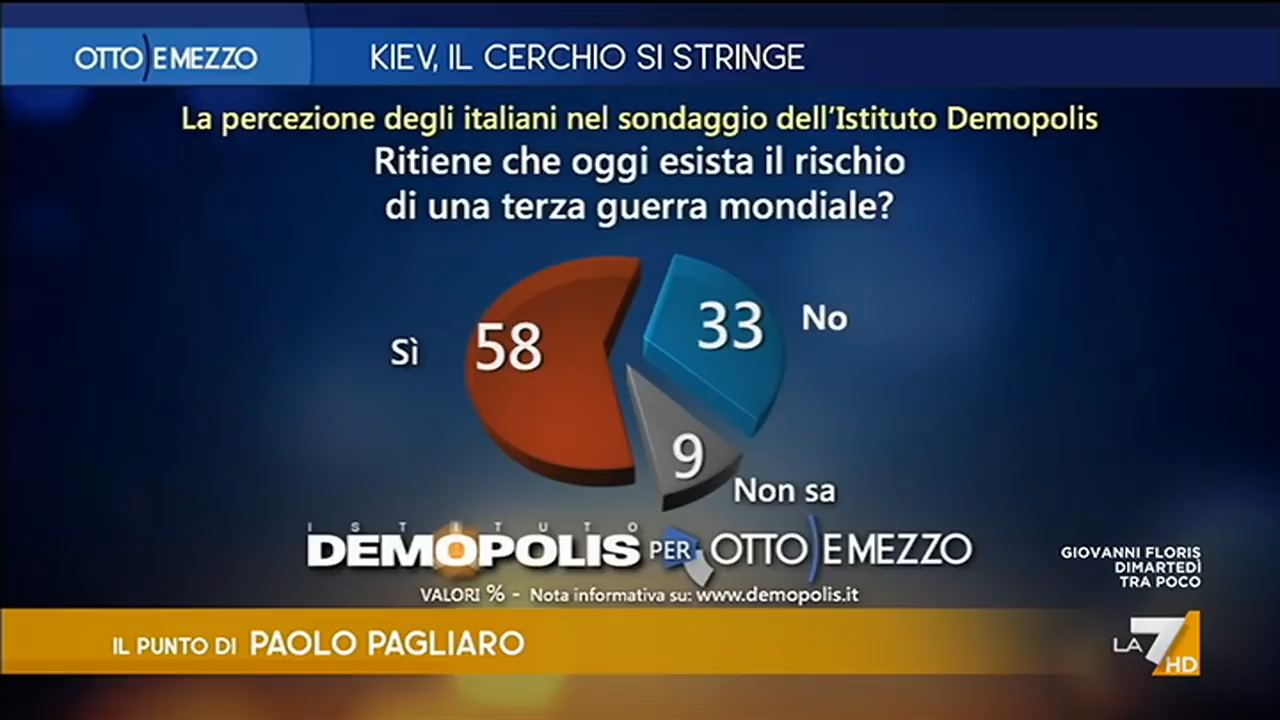 OTTO E MEZZO
KIEV, IL CERCHIO SI STRINGE
La percezione degli italiani nel sondaggio dell'Istituto Demopolis
Ritiene che oggi esista il rischio
di una terza guerra mondiale?
Sì
58
33
No
9
Non sa
ISTITUTO
DEMOPOLIS PER OTTO E MEZZO
VALORI % - Nota informativa su: www.demopolis.it
GIOVANNI FLORIS
DIMARTEDÌ
TRA POCO
IL PUNTO DI PAOLO PAGLIARO
LA 7 HD